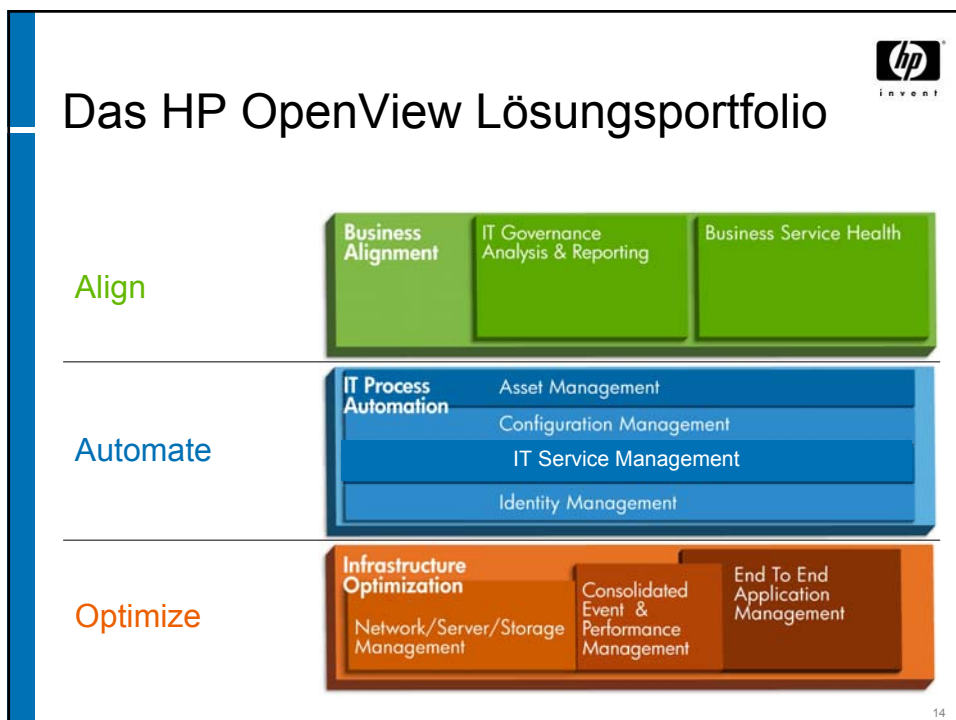 hp
invent
Das HP OpenView Lösungsportfolio
Align
Business
Alignment
IT Governance
Analysis & Reporting
Business Service Health
Automate
IT Process
Automation
Asset Management
Configuration Management
IT Service Management
Identity Management
Optimize
Infrastructure
Optimization
Network/Server/Storage
Management
Consolidated
Event &
Performance
Management
End To End
Application
Management
14